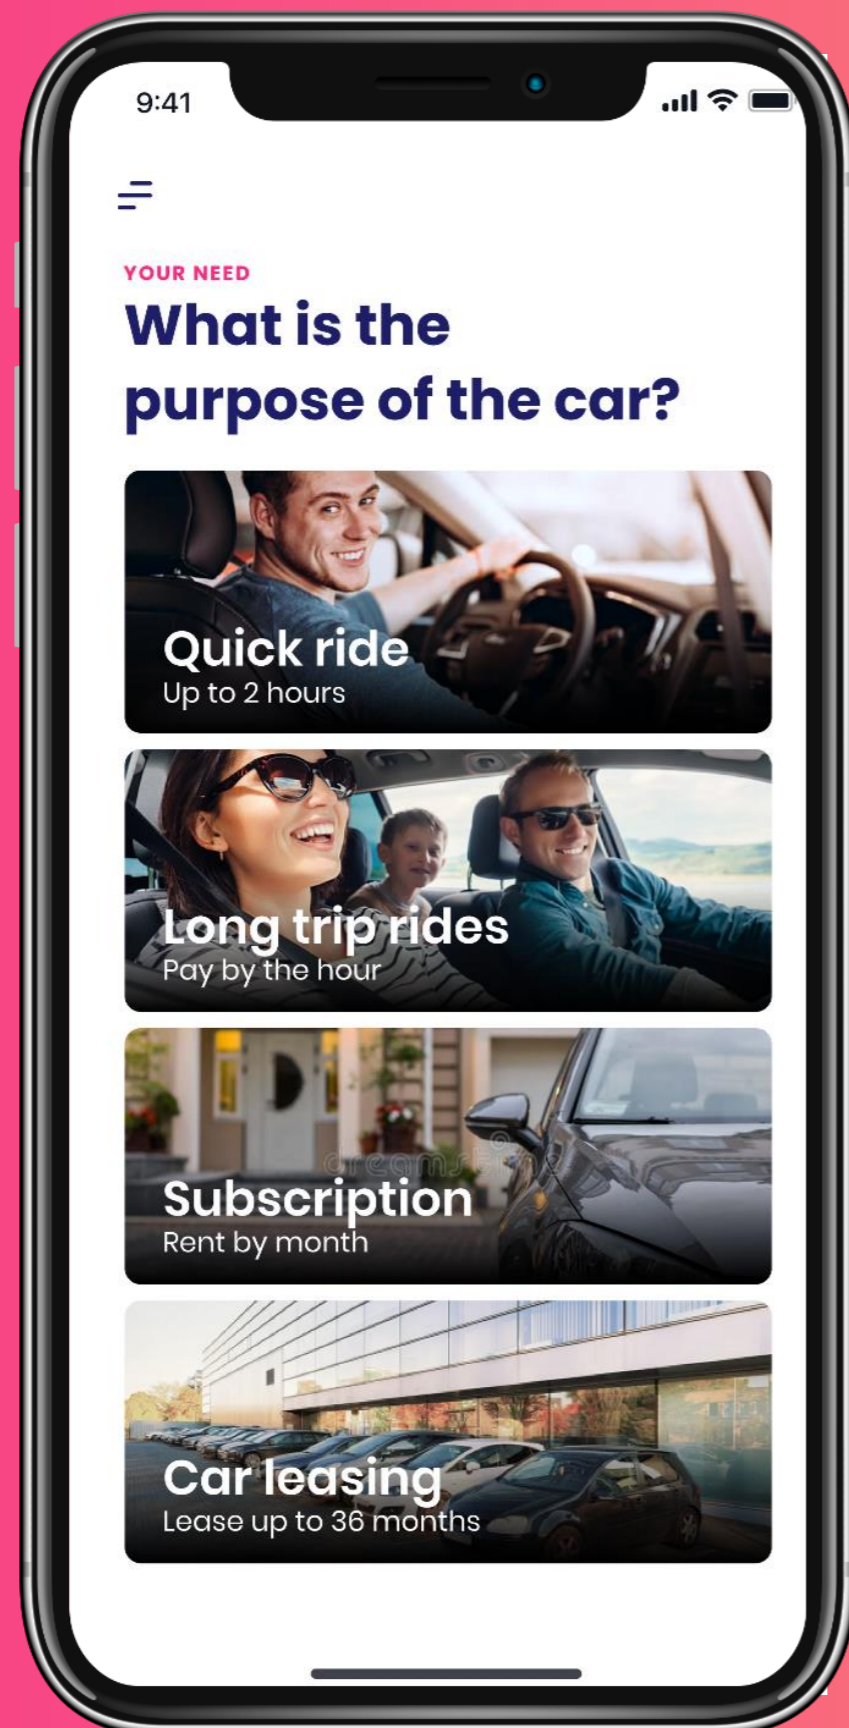 9:41
YOUR NEED
What is the
purpose of the car?
Quick ride
Up to 2 hours
Long trip rides
Pay by the hour
dreamstime
Subscription
Rent by month
Car leasing
Lease up to 36 months